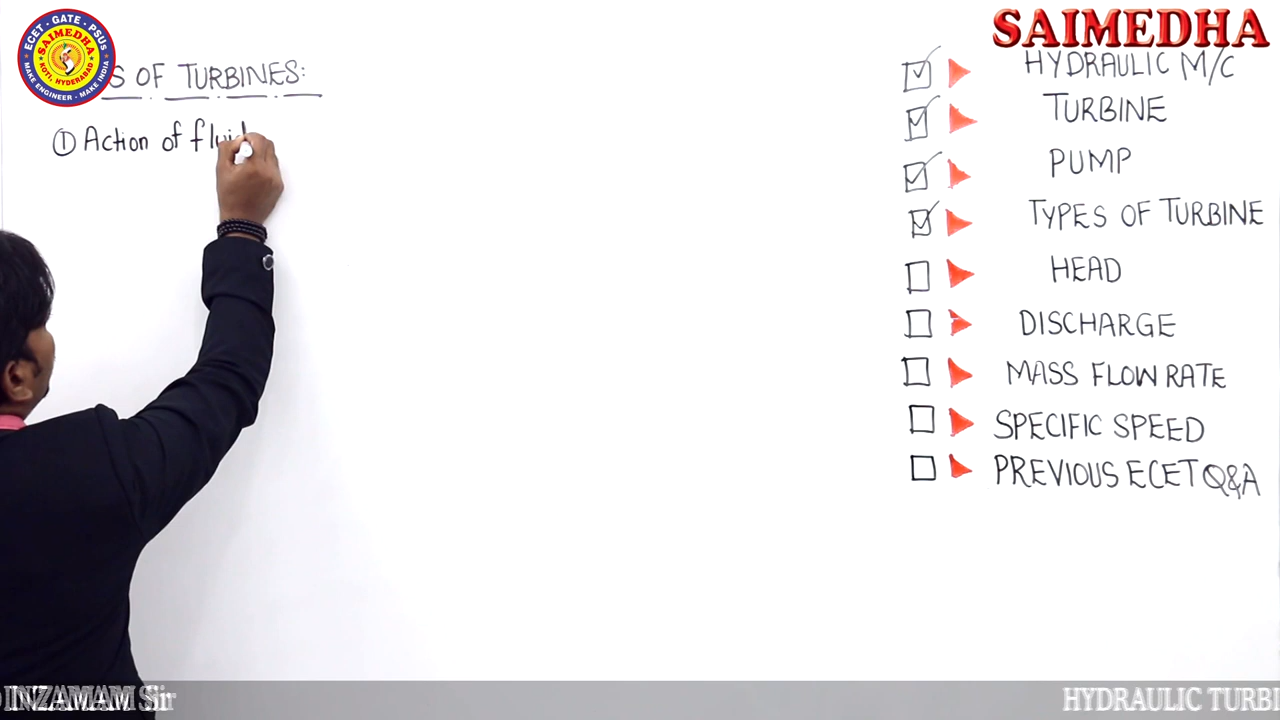 ECET - GATE - PSUS
SAIMEDHA
KOTI, HYDERABAD
MAKE ENGINEER - MAKE INDIA
SAIMEDHA
S OF TURBINES:
① Action of fluid
HYDRAULIC M/C
TURBINE
PUMP
TYPES OF TURBINE
HEAD
DISCHARGE
MASS FLOW RATE
SPECIFIC SPEED
PREVIOUS ECET Q&A
INZAMAM Sir
HYDRAULIC TURBI